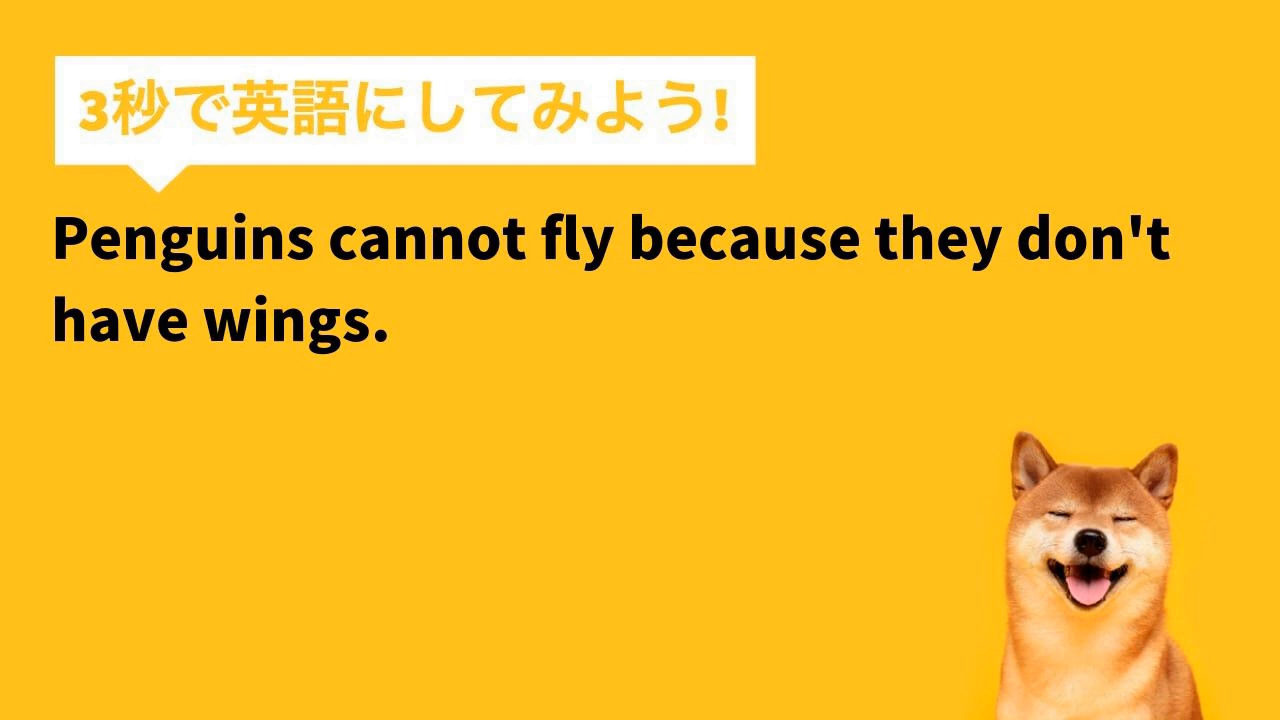 3秒で英語にしてみよう!
Penguins cannot fly because they don't
have wings.